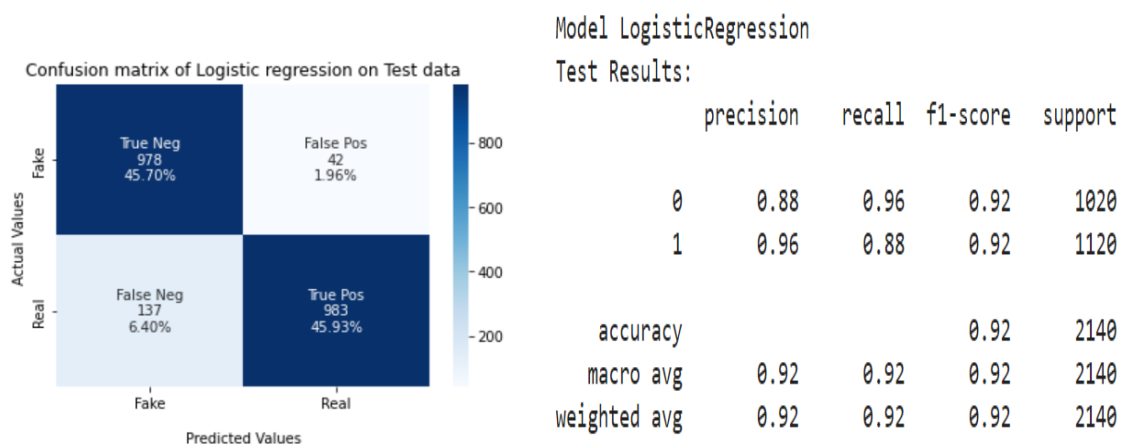 Confusion matrix of Logistic regression on Test data
True Neg
978
45.70%
False Pos
42
1.96%
False Neg
137
6.40%
True Pos
983
45.93%
Fake
Real
Actual Values
Fake Real
Predicted Values
800
600
400
200
Model LogisticRegression
Test Results:
precision recall f1-score support
0 0.88 0.96 0.92 1020
1 0.96 0.88 0.92 1120
accuracy 0.92 2140
macro avg 0.92 0.92 0.92 2140
weighted avg 0.92 0.92 0.92 2140